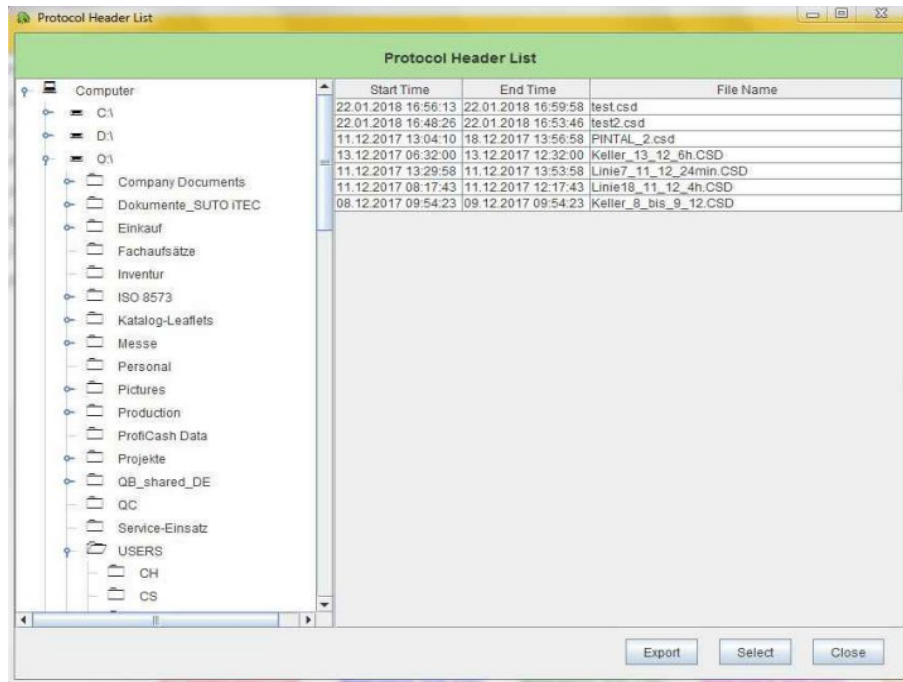 Protocol Header List
Protocol Header List
Computer
C:\
D:\
O:\
Company Documents
Dokumente_SUTO iTEC
Einkauf
Fachaufsätze
Inventur
ISO 8573
Katalog-Leaflets
Messe
Personal
Pictures
Production
ProfiCash Data
Projekte
QB_shared_DE
QC
Service-Einsatz
USERS
CH
CS
Start Time End Time File Name
22.01.2018 16:56:13 22.01.2018 16:59:58 test.csd
22.01.2018 16:48:26 22.01.2018 16:53:46 test2.csd
11.12.2017 13:04:10 18.12.2017 13:56:58 PINTAL_2.csd
13.12.2017 06:32:00 13.12.2017 12:32:00 Keller_13_12_6h.CSD
11.12.2017 13:29:58 11.12.2017 13:53:58 Linie7_11_12_24min.CSD
11.12.2017 08:17:43 11.12.2017 12:17:43 Linie18_11_12_4h.CSD
08.12.2017 09:54:23 09.12.2017 09:54:23 Keller_8_bis_9_12.CSD
Export Select Close